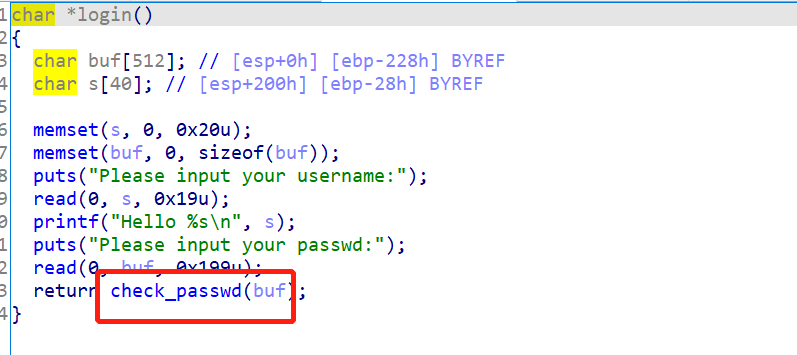 1 char *login()
2 {
3 char buf[512]; // [esp+0h] [ebp-228h] BYREF
4 char s[40]; // [esp+200h] [ebp-28h] BYREF
5
6 memset(s, 0, 0x20u);
7 memset(buf, 0, sizeof(buf));
8 puts("Please input your username:");
9 read(0, s, 0x19u);
0 printf("Hello %s\n", s);
1 puts("Please input your passwd:");
2 read(0, buf, 0x199u);
3 return check_passwd(buf);
4 }